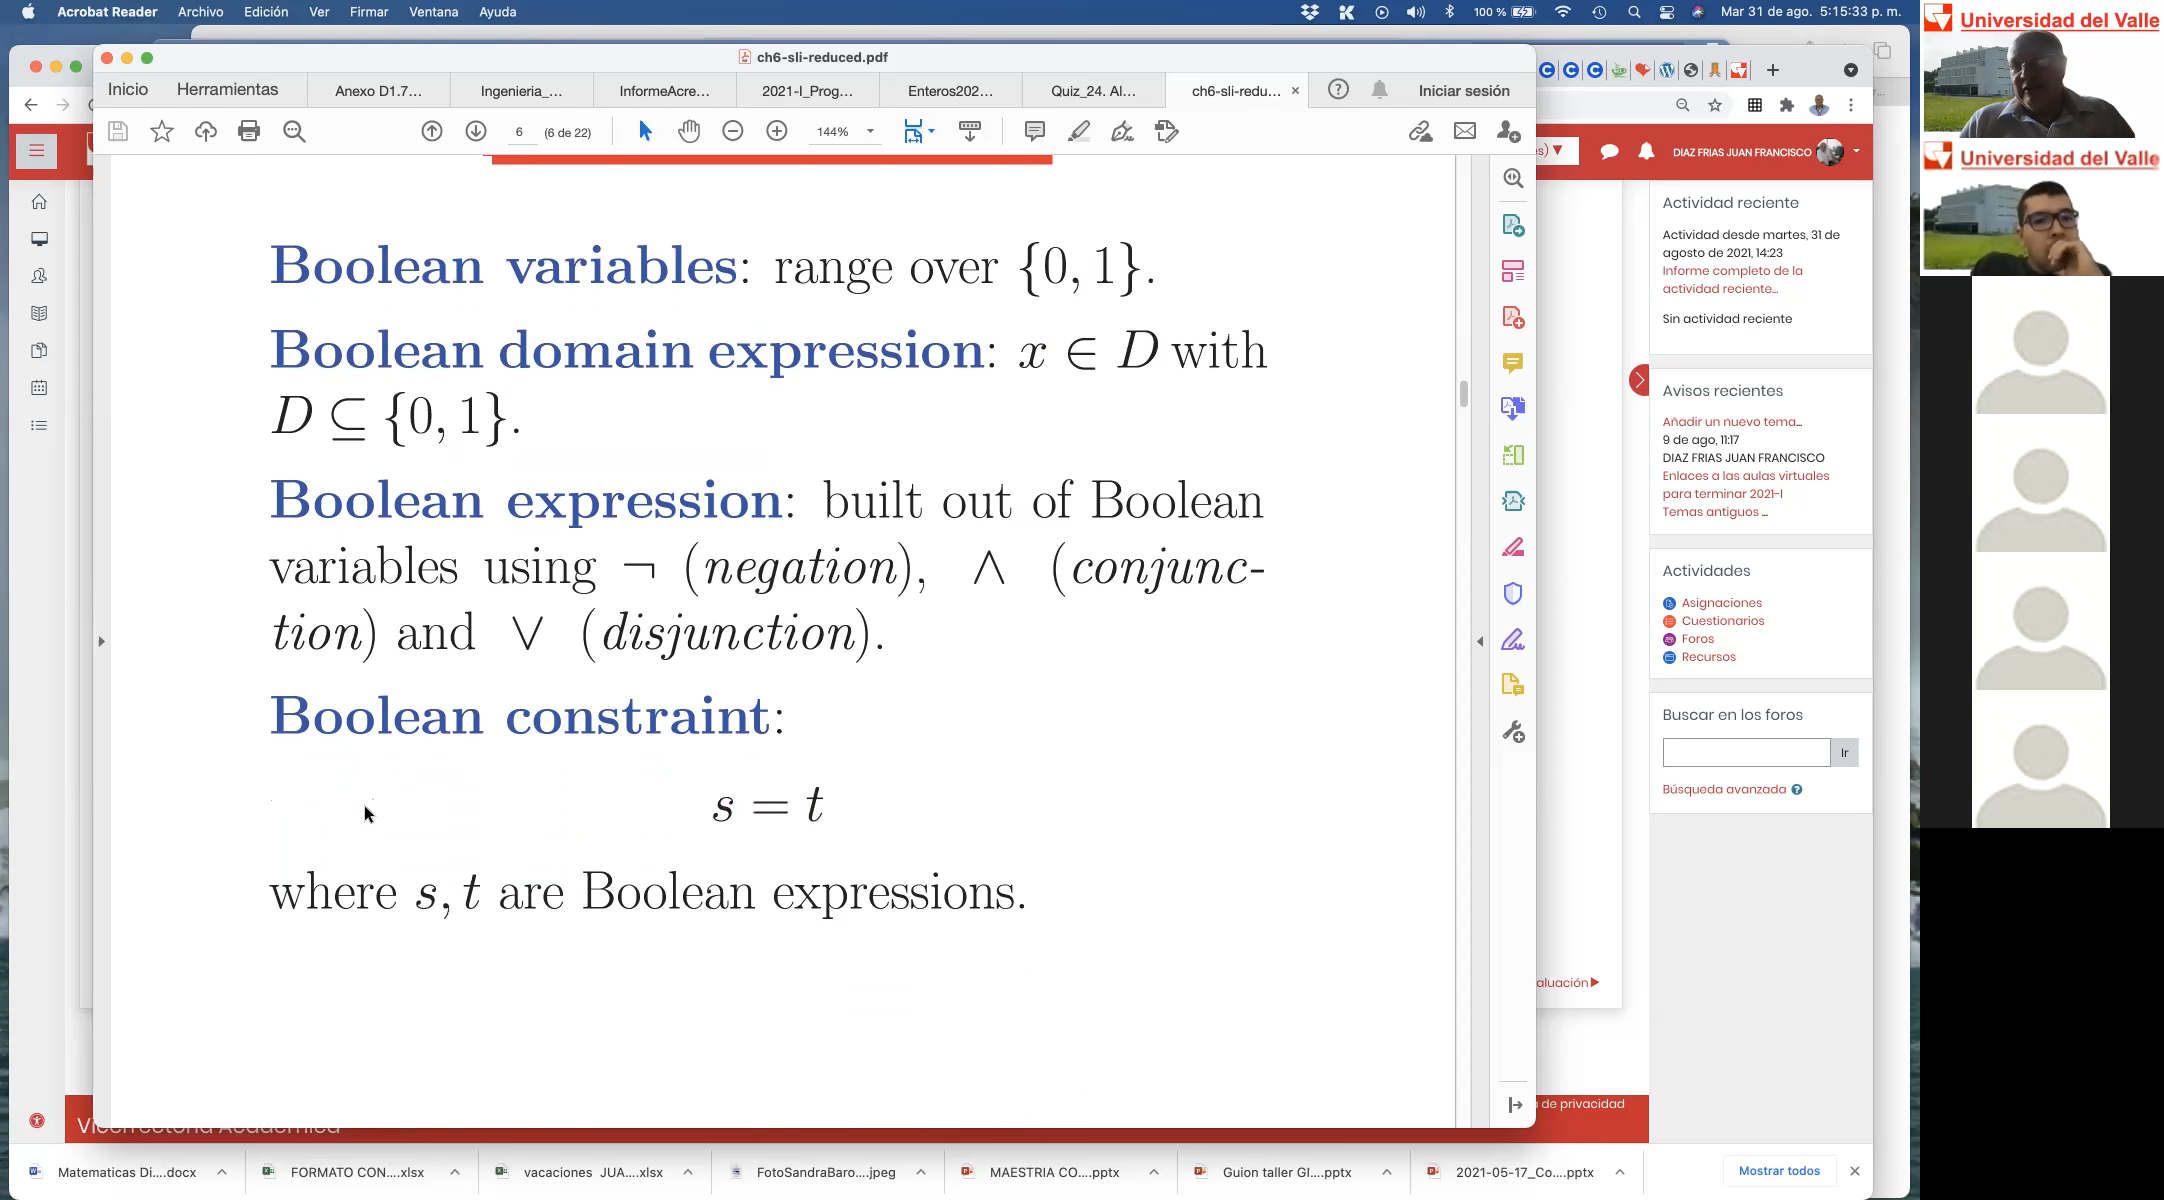 Acrobat Reader Archivo Edición Ver Firmar Ventana Ayuda
100 % Mar 31 de ago. 5:15:33 p. m.
ch6-sli-reduced.pdf
Inicio Herramientas Anexo D1.7... Ingenieria_... InformeAcre... 2021-I_Prog... Enteros202... Quiz_24. Al... ch6-sli-redu... × Iniciar sesión
6 (6 de 22) 144%
Boolean variables: range over {0, 1}.
Boolean domain expression: x ∈ D with
D ⊆ {0, 1}.
Boolean expression: built out of Boolean
variables using ¬ (negation), ∧ (conjunc-
tion) and ∨ (disjunction).
Boolean constraint:
s = t
where s, t are Boolean expressions.
DIAZ FRIAS JUAN FRANCISCO
Actividad reciente
Actividad desde martes, 31 de
agosto de 2021, 14:23
Informe completo de la
actividad reciente...
Sin actividad reciente
Avisos recientes
Añadir un nuevo tema...
9 de ago, 11:17
DIAZ FRIAS JUAN FRANCISCO
Enlaces a las aulas virtuales
para terminar 2021-I
Temas antiguos ...
Actividades
Asignaciones
Cuestionarios
Foros
Recursos
Buscar en los foros
Ir
Búsqueda avanzada
aluación
de privacidad
Vicerrectoría Académica
Matematicas Di....docx FORMATO CON....xlsx vacaciones JUA....xlsx FotoSandraBaro....jpeg MAESTRIA CO....pptx Guion taller GI....pptx 2021-05-17_Co....pptx Mostrar todos
Universidad del Valle
Universidad del Valle